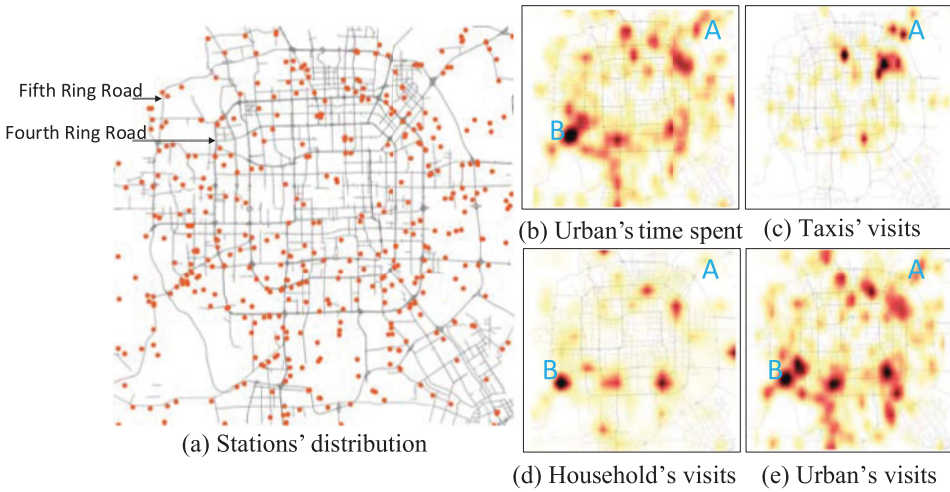 Fifth Ring Road
Fourth Ring Road
(a) Stations' distribution
A
B
(b) Urban's time spent
A
(c) Taxis' visits
A
B
(d) Household's visits
A
B
(e) Urban's visits